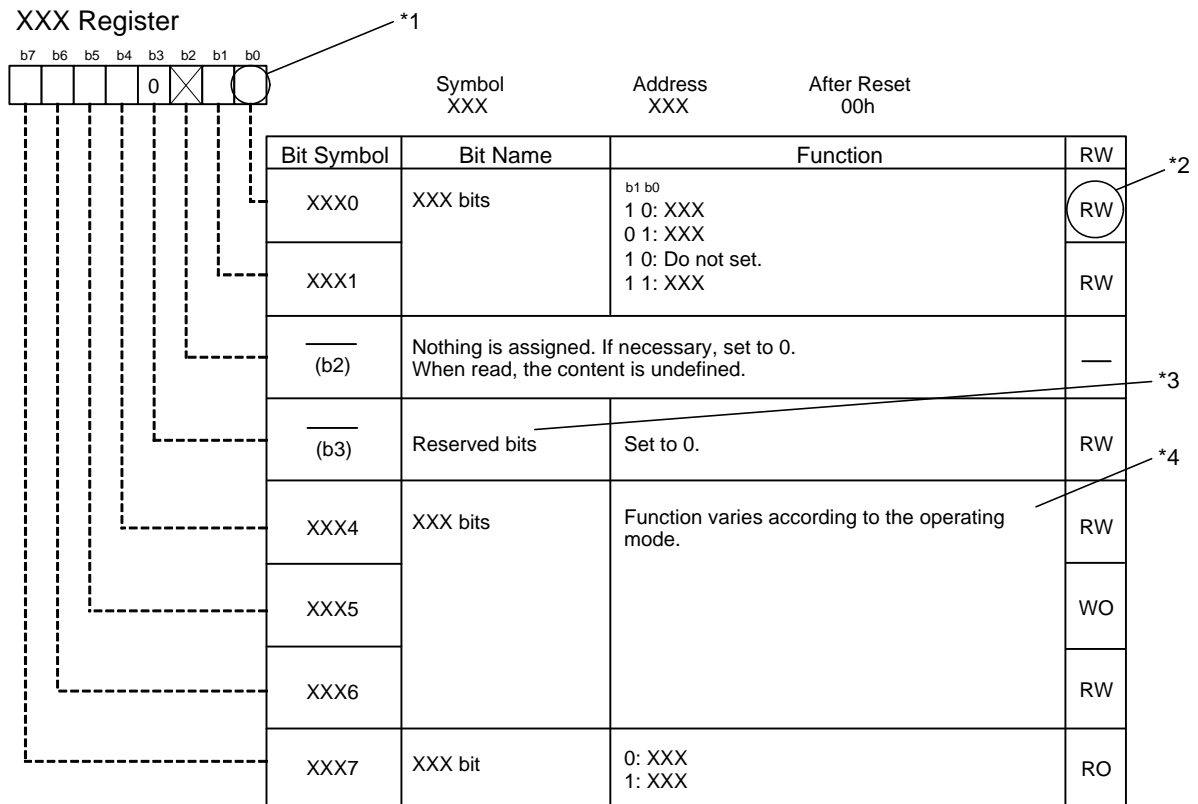 XXX Register
*1
b7 b6 b5 b4 b3 b2 b1 b0
0
Symbol Address After Reset
XXX XXX 00h
Bit Symbol Bit Name Function RW
*2
XXX0 XXX bits b1 b0 RW
1 0: XXX
0 1: XXX
1 0: Do not set.
XXX1 1 1: XXX RW
(b2) Nothing is assigned. If necessary, set to 0. —
When read, the content is undefined.
*3
(b3) Reserved bits Set to 0. RW
*4
XXX4 XXX bits Function varies according to the operating RW
mode.
XXX5 WO
XXX6 RW
XXX7 XXX bit 0: XXX RO
1: XXX